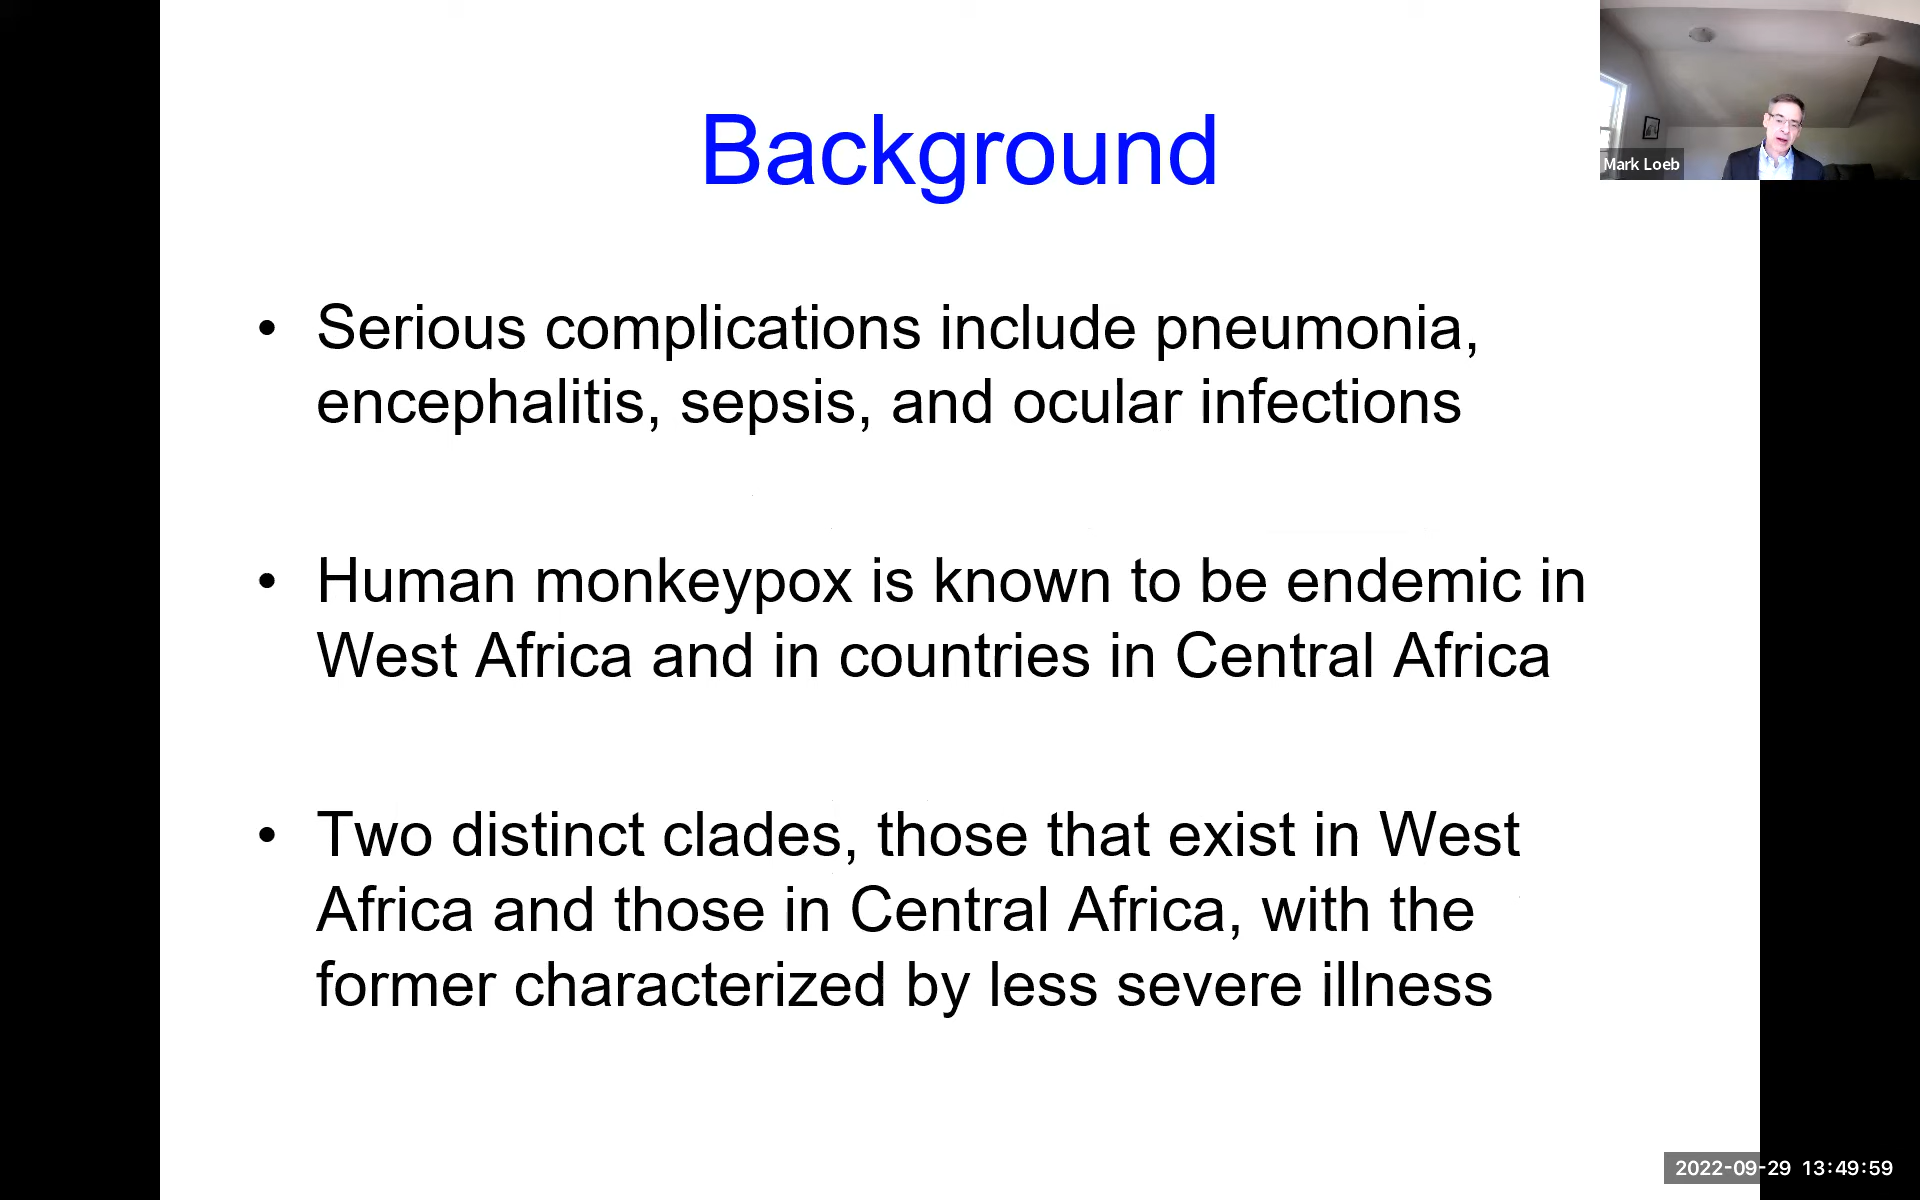 Background
Mark Loeb
• Serious complications include pneumonia,
encephalitis, sepsis, and ocular infections
• Human monkeypox is known to be endemic in
West Africa and in countries in Central Africa
• Two distinct clades, those that exist in West
Africa and those in Central Africa, with the
former characterized by less severe illness
2022-09-29 13:49:59